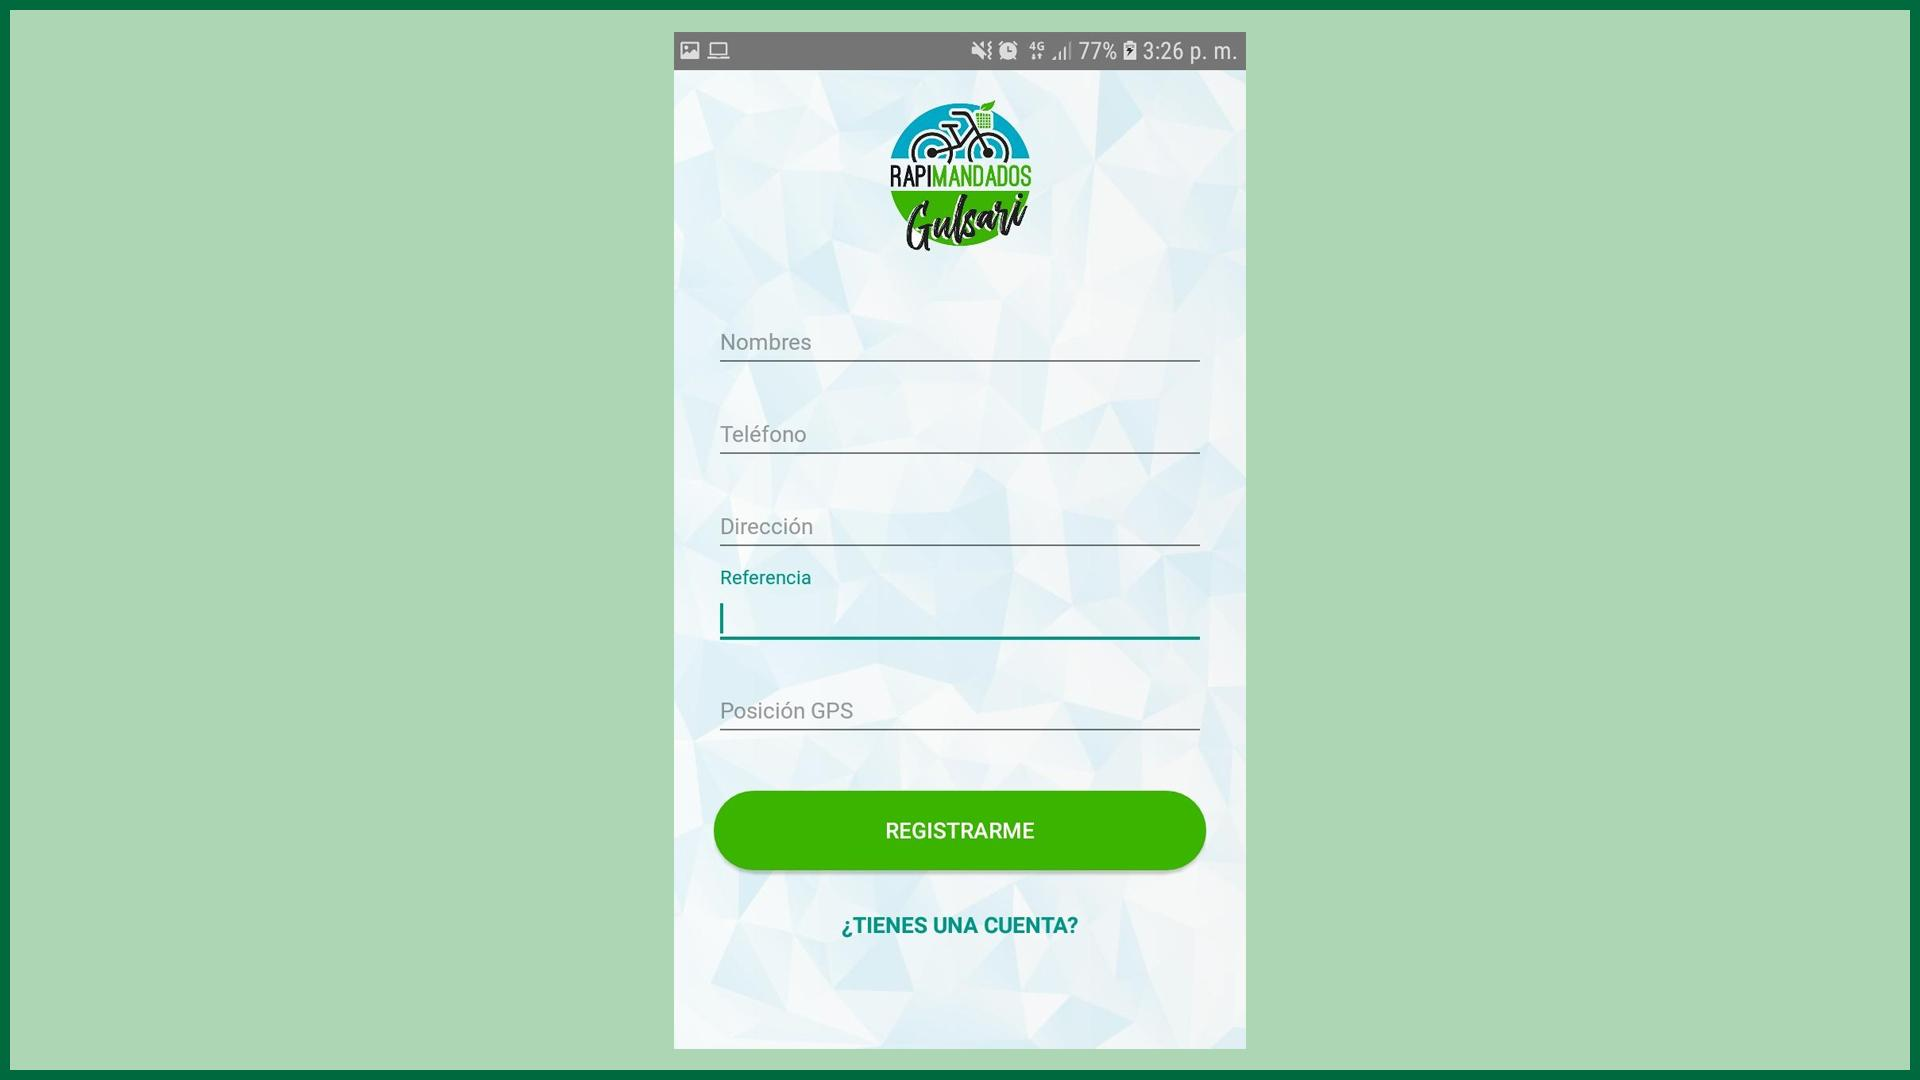 4G 77% 3:26 p. m.
RAPIMANDADOS
Gulsari
Nombres
Teléfono
Dirección
Referencia
Posición GPS
REGISTRARME
¿TIENES UNA CUENTA?